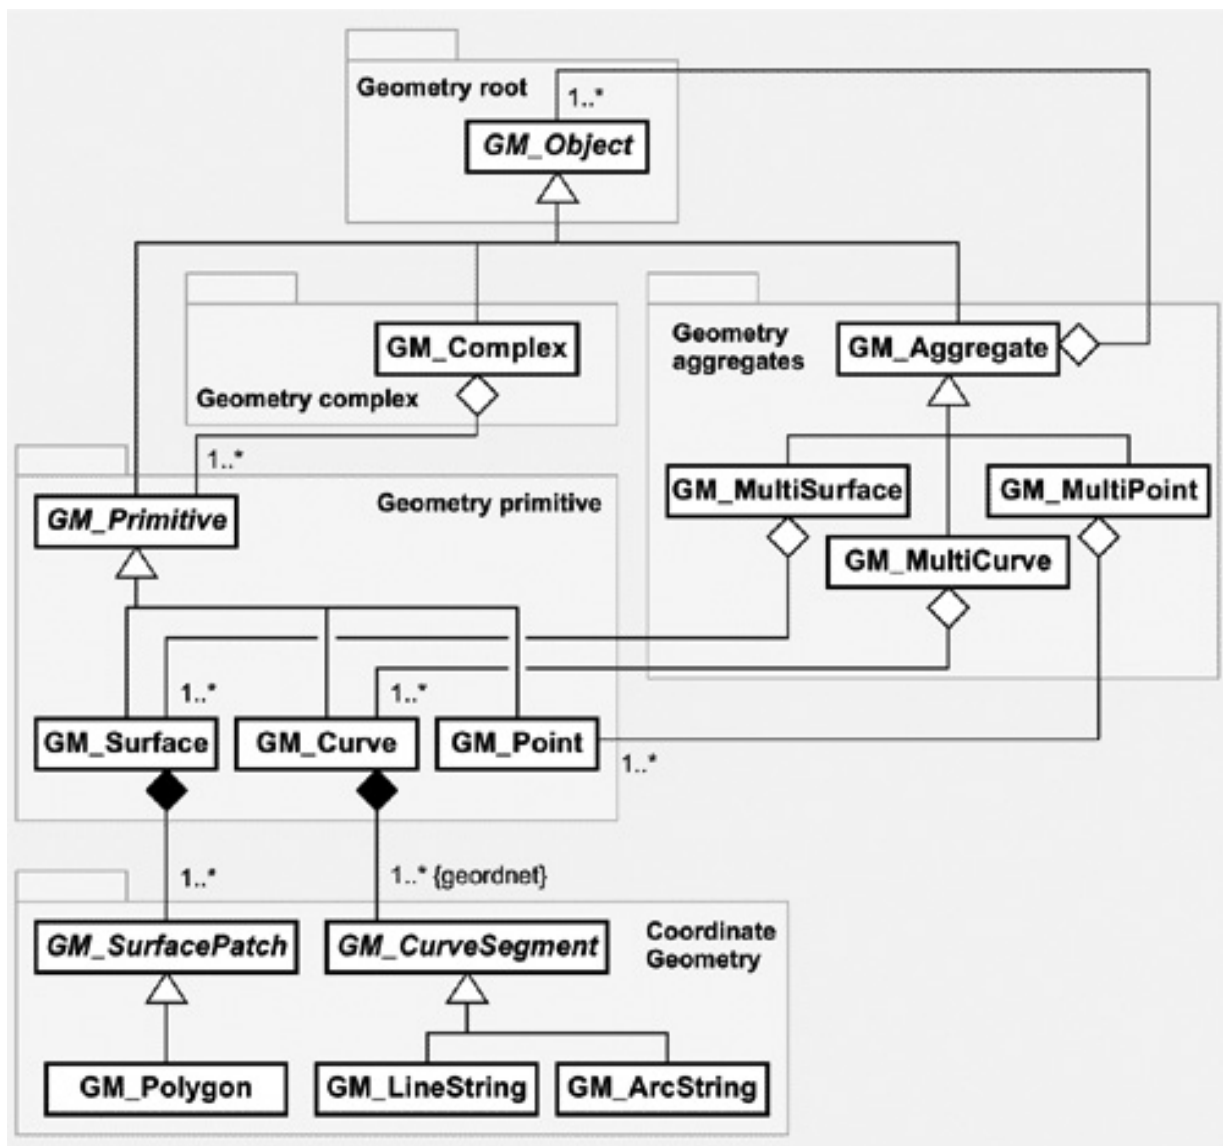 Geometry root
1..*
GM_Object
GM_Complex
Geometry complex
Geometry
aggregates
GM_Aggregate
1..*
Geometry primitive
GM_Primitive
GM_MultiSurface
GM_MultiPoint
GM_MultiCurve
1..*
1..*
GM_Surface
GM_Curve
GM_Point
1..*
1..*
1..* {geordnet}
GM_SurfacePatch
GM_CurveSegment
Coordinate
Geometry
GM_Polygon
GM_LineString
GM_ArcString